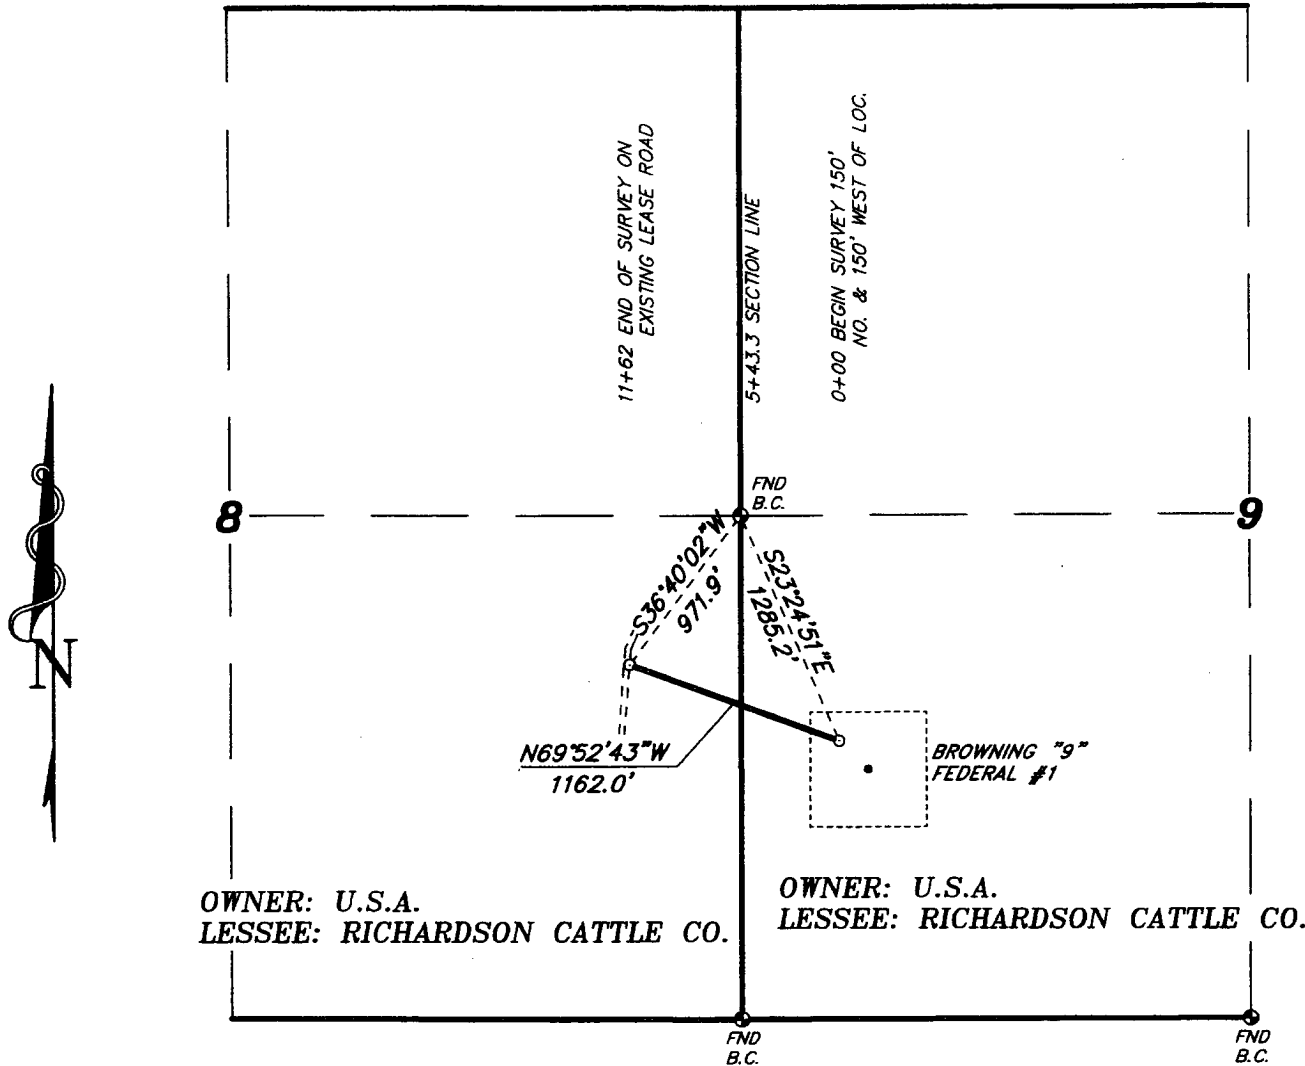 11+62 END OF SURVEY ON
EXISTING LEASE ROAD
5+43.3 SECTION LINE
0+00 BEGIN SURVEY 150'
NO. & 150' WEST OF LOC.
FND
B.C.
8
9
S36°40'02"W
971.9'
S23°24'51"E
1285.2'
N
N69°52'43"W
1162.0'
BROWNING "9"
FEDERAL #1
OWNER: U.S.A.
LESSEE: RICHARDSON CATTLE CO.
OWNER: U.S.A.
LESSEE: RICHARDSON CATTLE CO.
FND
B.C.
FND
B.C.